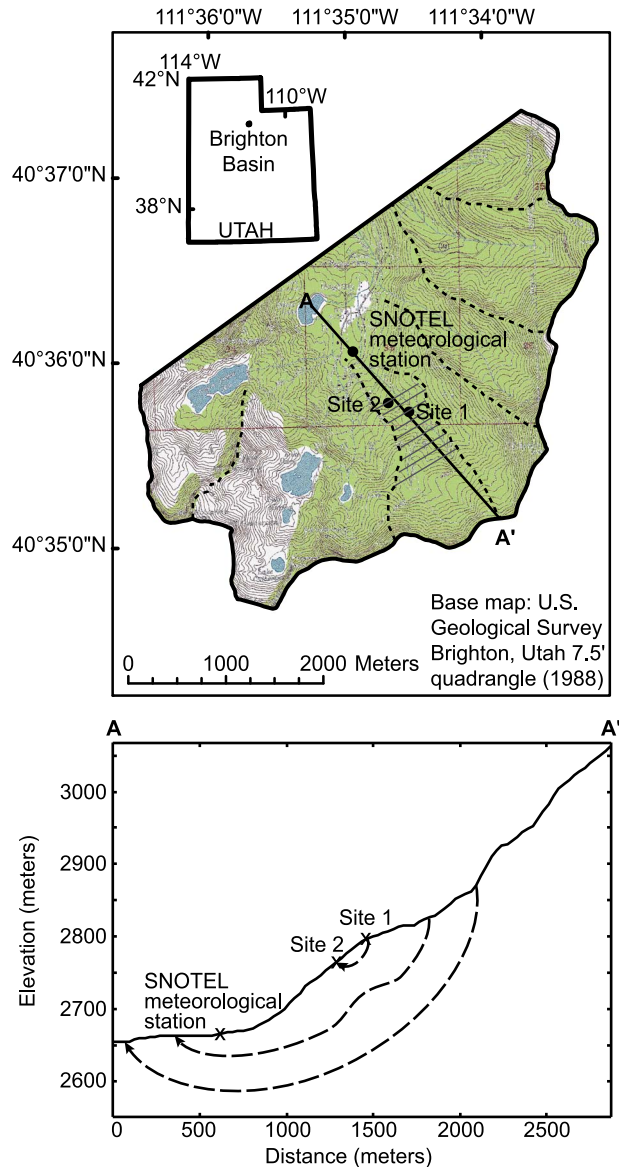 111°36'0"W 111°35'0"W 111°34'0"W
114°W
42°N
110°W
Brighton
Basin
40°37'0"N
38°N
UTAH
A
SNOTEL
meteorological
station
40°36'0"N
Site 2
Site 1
40°35'0"N
A'
Base map: U.S.
Geological Survey
Brighton, Utah 7.5'
quadrangle (1988)
0 1000 2000 Meters
A A'
3000
2900
Site 1
2800
Site 2
SNOTEL
meteorological
station
2700
2600
Elevation (meters)
0 500 1000 1500 2000 2500
Distance (meters)